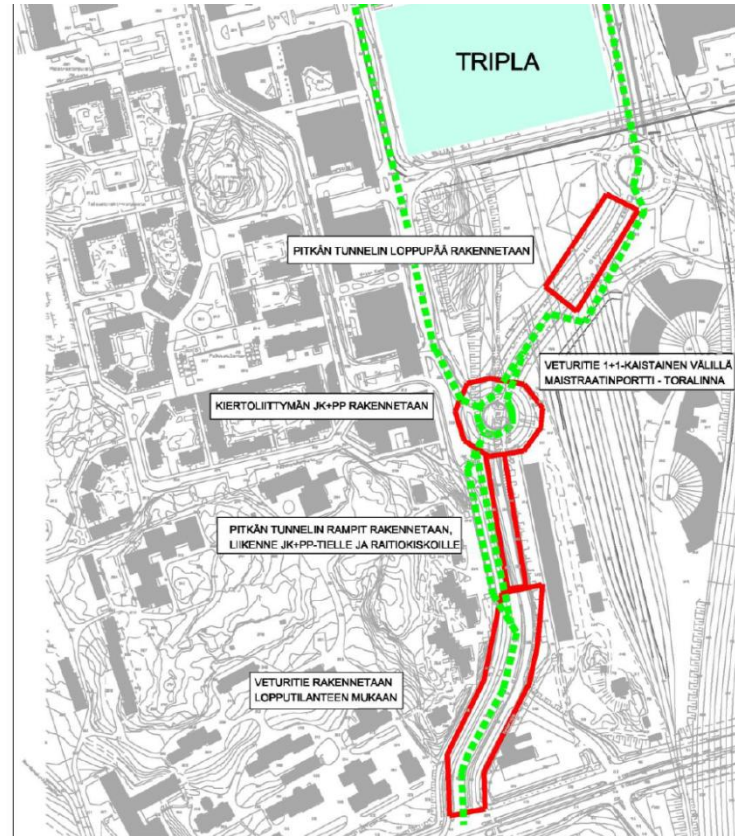 TRIPLA
PITKÄN TUNNELIN LOPPUPÄÄ RAKENNETAAN
VETURITIE 1+1-KAISTAINEN VÄLILLÄ
MAISTRAATINPORTTI - TORALINNA
KIERTOLIITTYMÄN JK+PP RAKENNETAAN
PITKÄN TUNNELIN RAMPIT RAKENNETAAN,
LIIKENNE JK+PP-TIELLE JA RAITIOKISKOILLE
VETURITIE RAKENNETAAN
LOPPUTILANTEEN MUKAAN